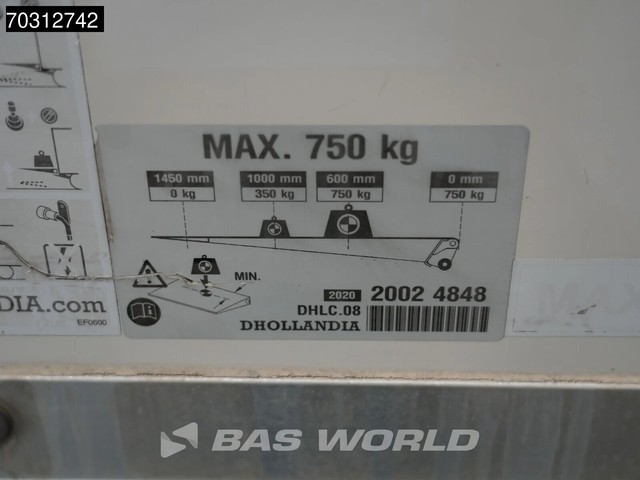 70312742
MAX. 750 kg
1450 mm 1000 mm 600 mm 0 mm
0 kg 350 kg 750 kg 750 kg
MIN.
2020 2002 4848
DHLC.08
DHOLLANDIA
DIA.com
EF0600
BAS WORLD